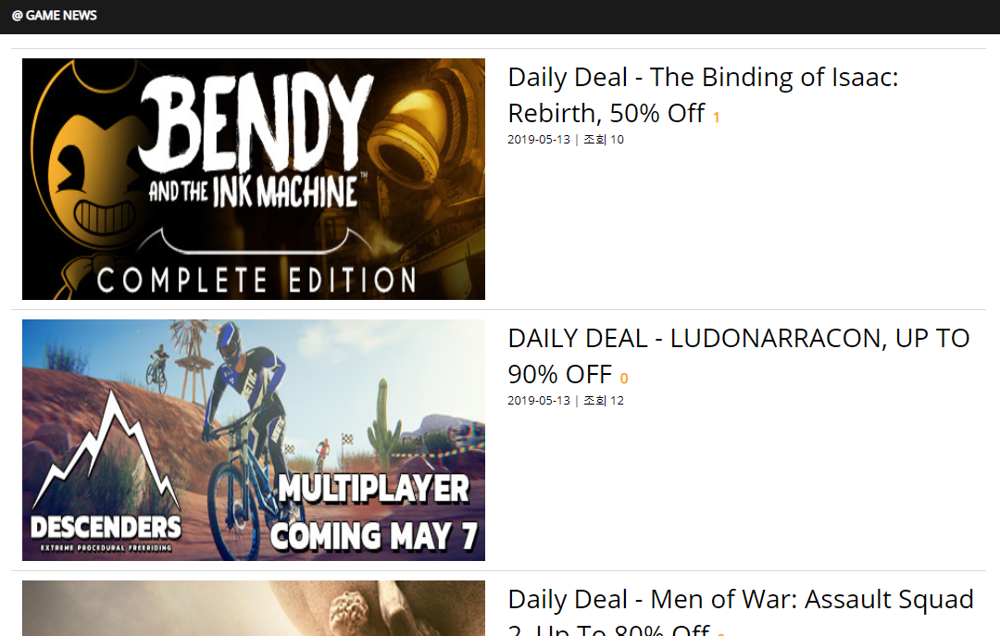 @ GAME NEWS
BENDY
AND THE INK MACHINE™
COMPLETE EDITION
Daily Deal - The Binding of Isaac:
Rebirth, 50% Off 1
2019-05-13 | 조회 10
DESCENDERS
EXTREME PROCEDURAL FREERIDING
MULTIPLAYER
COMING MAY 7
DAILY DEAL - LUDONARRACON, UP TO
90% OFF 0
2019-05-13 | 조회 12
Daily Deal - Men of War: Assault Squad
2, Up To 80% Off